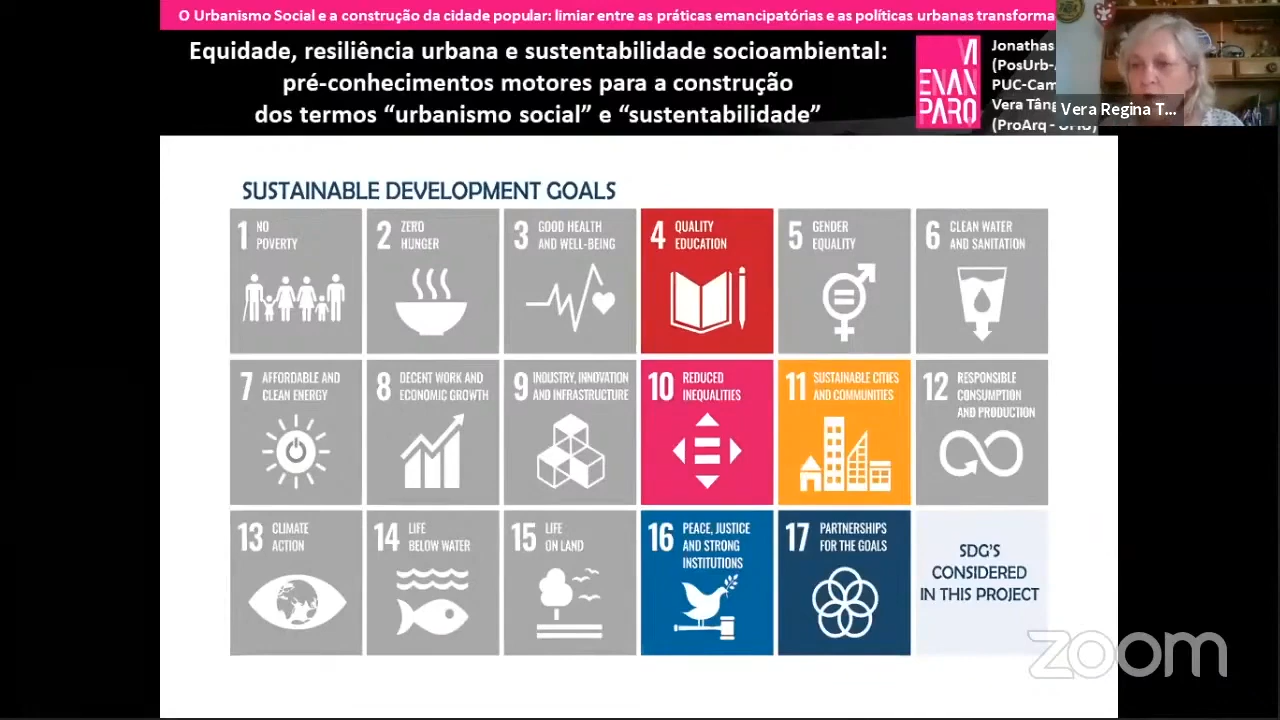 O Urbanismo Social e a construção da cidade popular: limiar entre as práticas emancipatórias e as políticas urbanas transforma
Equidade, resiliência urbana e sustentabilidade socioambiental:
pré-conhecimentos motores para a construção
dos termos “urbanismo social” e “sustentabilidade”
VI
ENAN
PARQ
Jonathas
(PosUrb-
PUC-Cam
Vera Tâng
(ProArq -
Vera Regina T...
SUSTAINABLE DEVELOPMENT GOALS
1 NO
POVERTY
2 ZERO
HUNGER
3 GOOD HEALTH
AND WELL-BEING
4 QUALITY
EDUCATION
5 GENDER
EQUALITY
6 CLEAN WATER
AND SANITATION
7 AFFORDABLE AND
CLEAN ENERGY
8 DECENT WORK AND
ECONOMIC GROWTH
9 INDUSTRY, INNOVATION
AND INFRASTRUCTURE
10 REDUCED
INEQUALITIES
11 SUSTAINABLE CITIES
AND COMMUNITIES
12 RESPONSIBLE
CONSUMPTION
AND PRODUCTION
13 CLIMATE
ACTION
14 LIFE
BELOW WATER
15 LIFE
ON LAND
16 PEACE, JUSTICE
AND STRONG
INSTITUTIONS
17 PARTNERSHIPS
FOR THE GOALS
SDG'S
CONSIDERED
IN THIS PROJECT
zoom